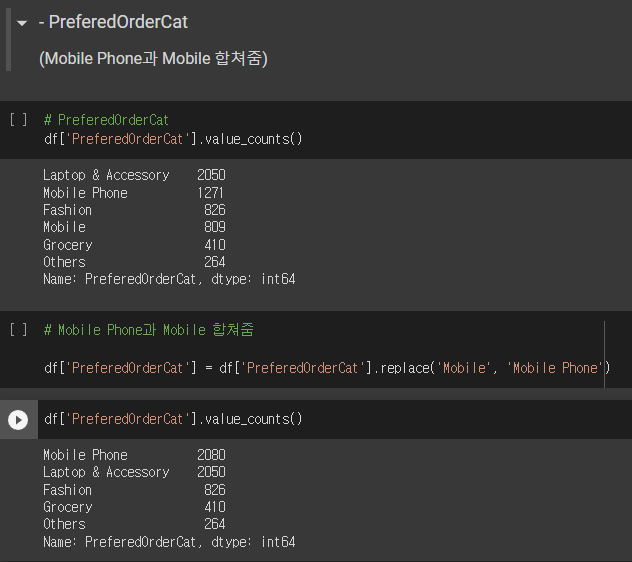 - PreferedOrderCat
(Mobile Phone과 Mobile 합쳐줌)
[ ] # PreferedOrderCat
df['PreferedOrderCat'].value_counts()
Laptop & Accessory 2050
Mobile Phone 1271
Fashion 826
Mobile 809
Grocery 410
Others 264
Name: PreferedOrderCat, dtype: int64
[ ] # Mobile Phone과 Mobile 합쳐줌
df['PreferedOrderCat'] = df['PreferedOrderCat'].replace('Mobile', 'Mobile Phone')
df['PreferedOrderCat'].value_counts()
Mobile Phone 2080
Laptop & Accessory 2050
Fashion 826
Grocery 410
Others 264
Name: PreferedOrderCat, dtype: int64